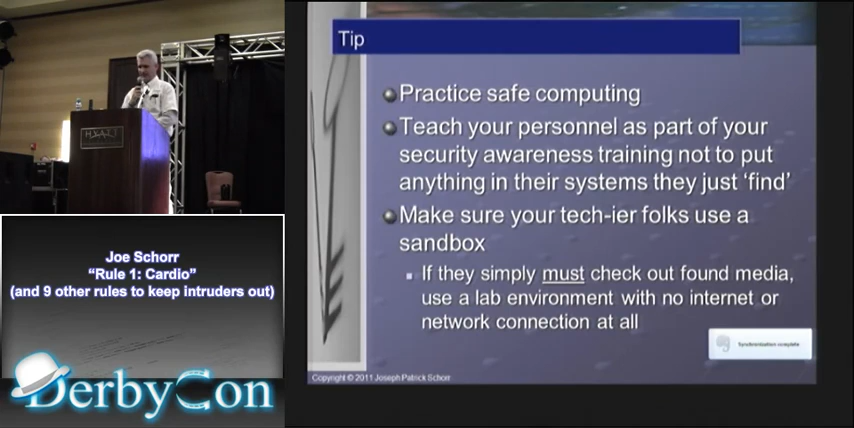 HYATT
Joe Schorr
“Rule 1: Cardio”
(and 9 other rules to keep intruders out)
DerbyCon
Tip
Practice safe computing
Teach your personnel as part of your
security awareness training not to put
anything in their systems they just ‘find’
Make sure your tech-ier folks use a
sandbox
If they simply must check out found media,
use a lab environment with no internet or
network connection at all
Synchronization complete
Copyright © 2011 Joseph Patrick Schorr